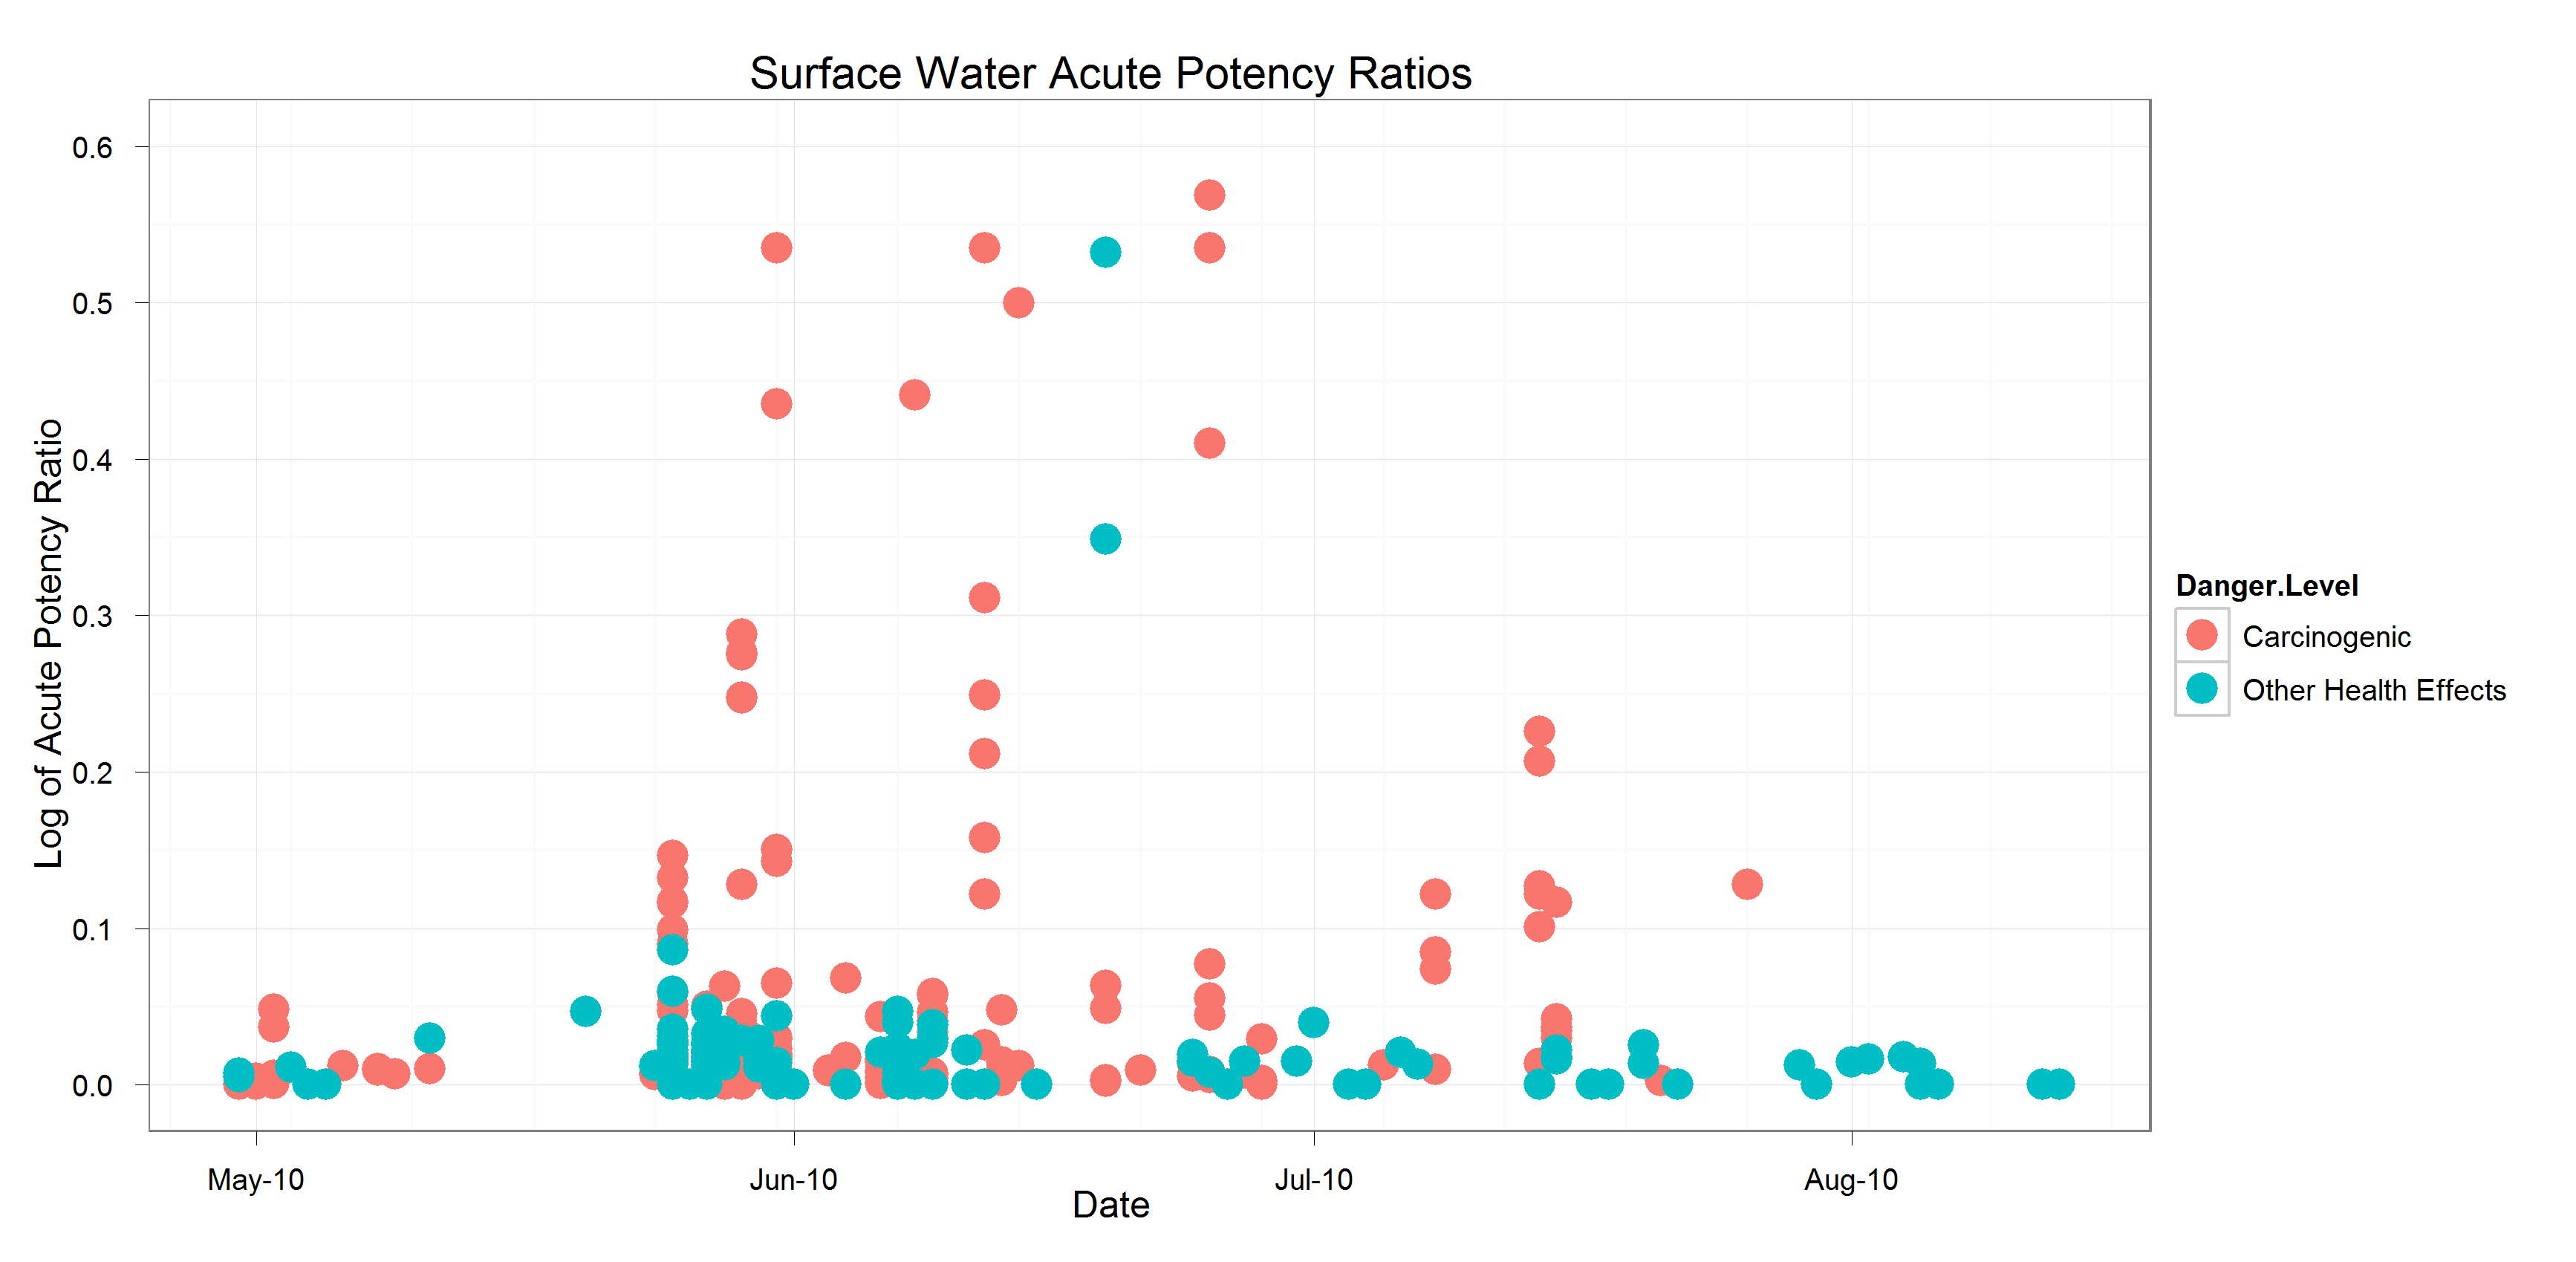 Surface Water Acute Potency Ratios
Log of Acute Potency Ratio
0.6
0.5
0.4
0.3
0.2
0.1
0.0
May-10
Jun-10
Jul-10
Aug-10
Date
Danger.Level
Carcinogenic
Other Health Effects